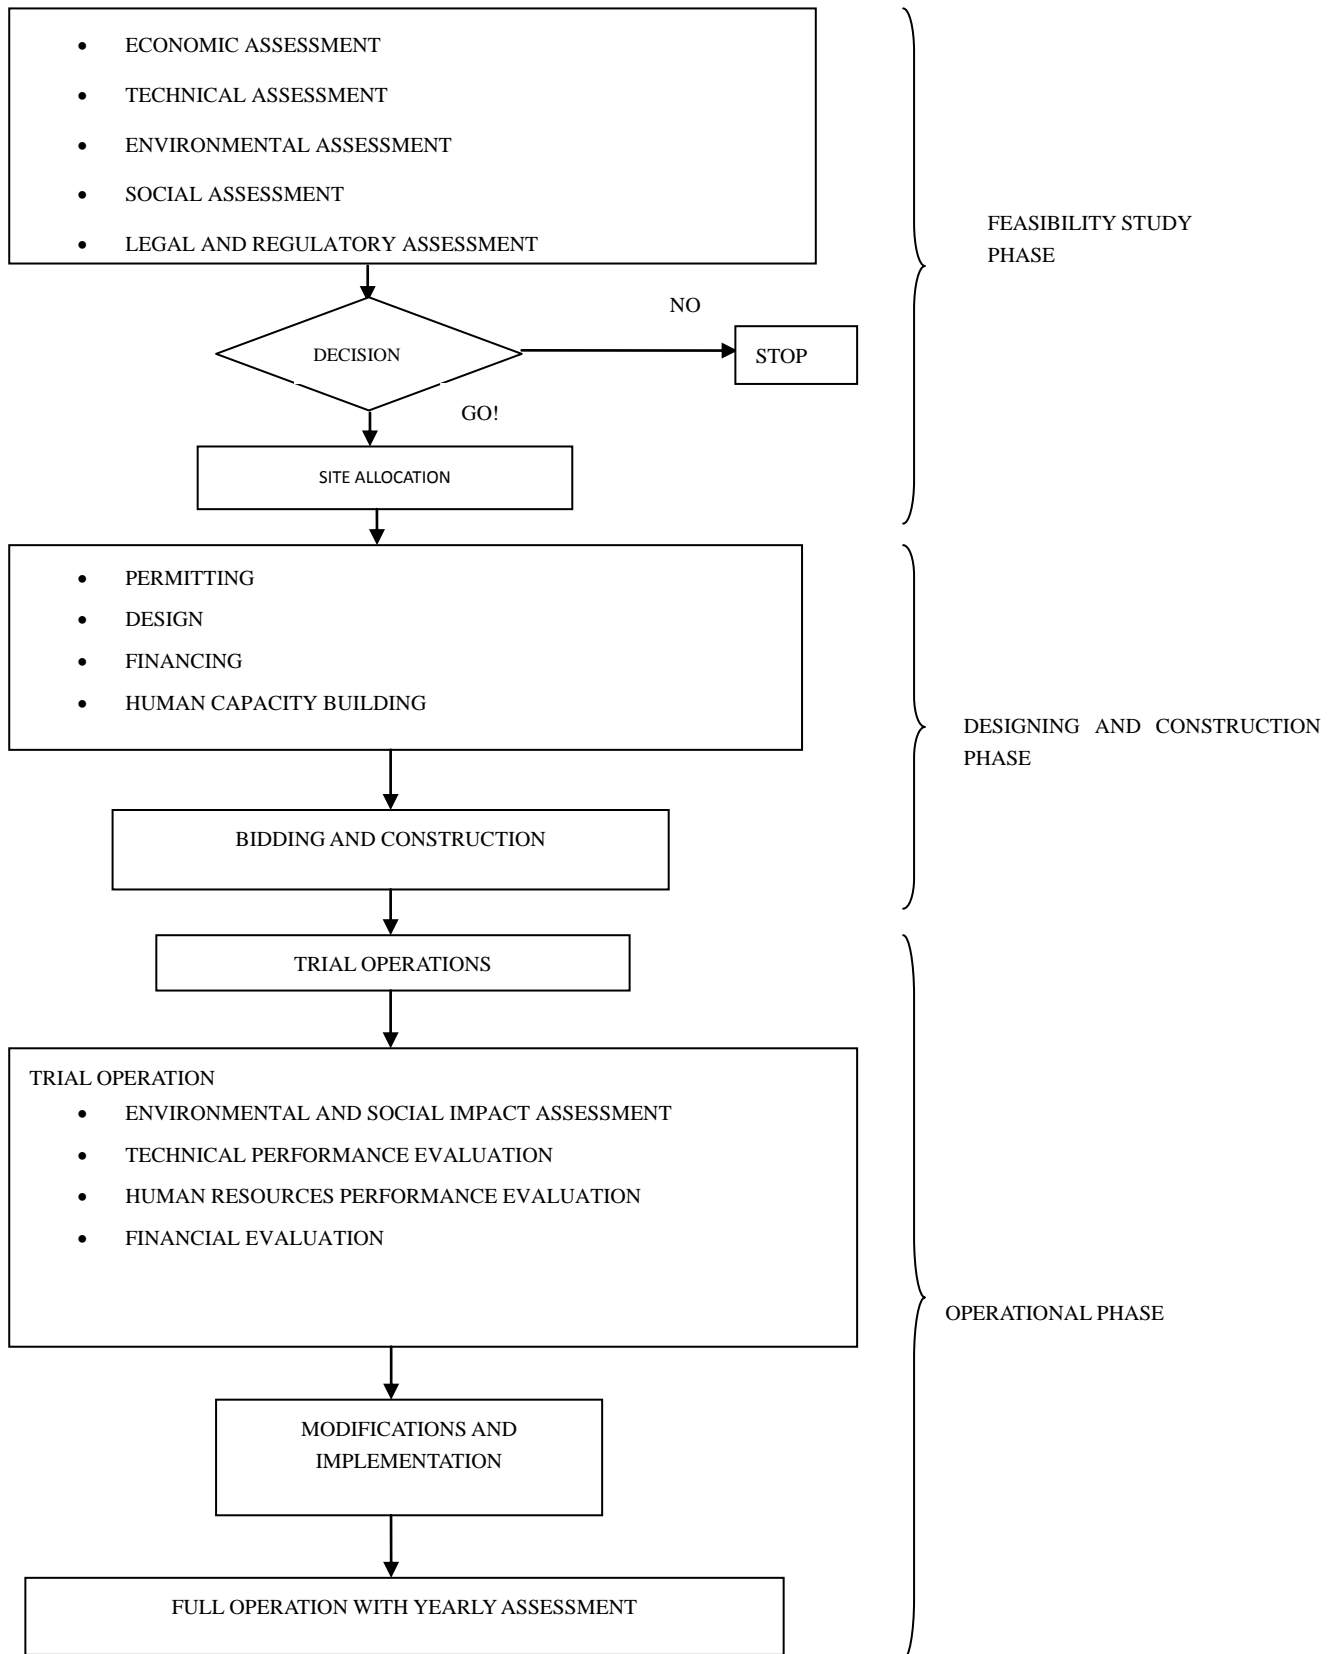 • ECONOMIC ASSESSMENT
• TECHNICAL ASSESSMENT
• ENVIRONMENTAL ASSESSMENT
• SOCIAL ASSESSMENT
• LEGAL AND REGULATORY ASSESSMENT
FEASIBILITY STUDY
PHASE
NO
DECISION
STOP
GO!
SITE ALLOCATION
• PERMITTING
• DESIGN
• FINANCING
• HUMAN CAPACITY BUILDING
DESIGNING AND CONSTRUCTION
PHASE
BIDDING AND CONSTRUCTION
TRIAL OPERATIONS
TRIAL OPERATION
• ENVIRONMENTAL AND SOCIAL IMPACT ASSESSMENT
• TECHNICAL PERFORMANCE EVALUATION
• HUMAN RESOURCES PERFORMANCE EVALUATION
• FINANCIAL EVALUATION
OPERATIONAL PHASE
MODIFICATIONS AND
IMPLEMENTATION
FULL OPERATION WITH YEARLY ASSESSMENT